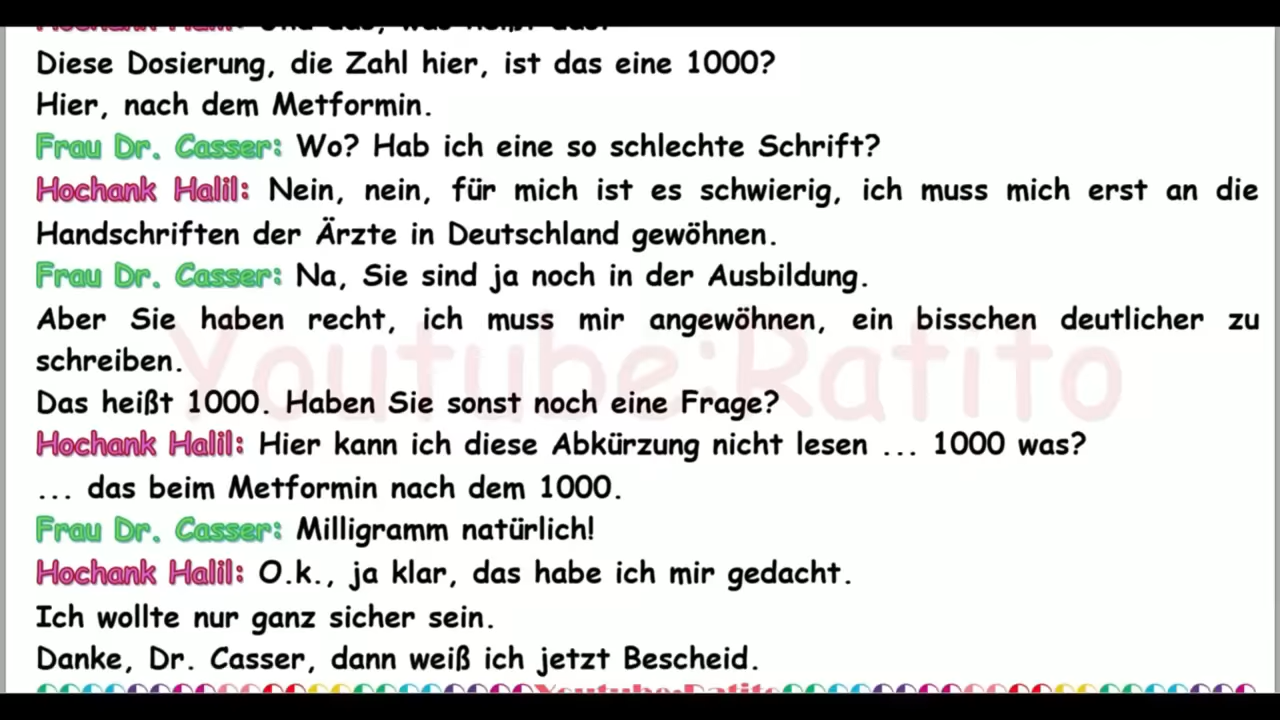 Diese Dosierung, die Zahl hier, ist das eine 1000?
Hier, nach dem Metformin.
Frau Dr. Casser: Wo? Hab ich eine so schlechte Schrift?
Hochank Halil: Nein, nein, für mich ist es schwierig, ich muss mich erst an die
Handschriften der Ärzte in Deutschland gewöhnen.
Frau Dr. Casser: Na, Sie sind ja noch in der Ausbildung.
Aber Sie haben recht, ich muss mir angewöhnen, ein bisschen deutlicher zu
schreiben.
Youtube:Ratito
Das heißt 1000. Haben Sie sonst noch eine Frage?
Hochank Halil: Hier kann ich diese Abkürzung nicht lesen ... 1000 was?
... das beim Metformin nach dem 1000.
Frau Dr. Casser: Milligramm natürlich!
Hochank Halil: O.k., ja klar, das habe ich mir gedacht.
Ich wollte nur ganz sicher sein.
Danke, Dr. Casser, dann weiß ich jetzt Bescheid.
Youtube:Ratito